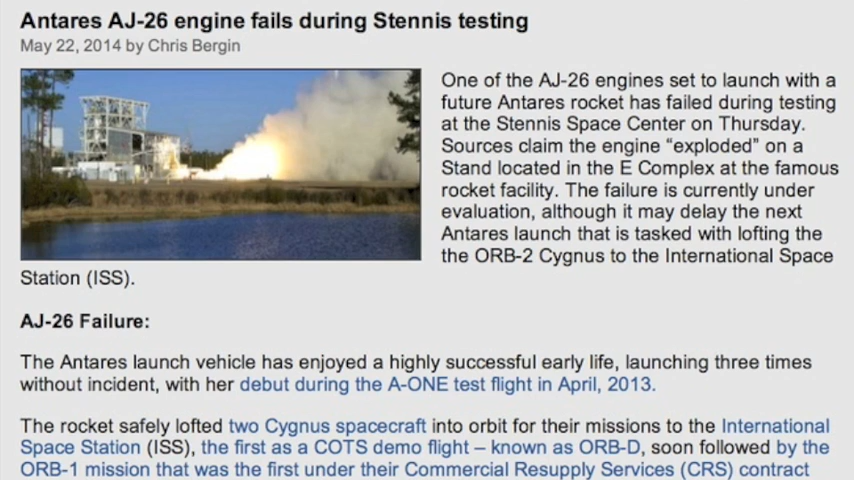 Antares AJ-26 engine fails during Stennis testing
May 22, 2014 by Chris Bergin
One of the AJ-26 engines set to launch with a
future Antares rocket has failed during testing
at the Stennis Space Center on Thursday.
Sources claim the engine “exploded” on a
Stand located in the E Complex at the famous
rocket facility. The failure is currently under
evaluation, although it may delay the next
Antares launch that is tasked with lofting the
the ORB-2 Cygnus to the International Space
Station (ISS).
AJ-26 Failure:
The Antares launch vehicle has enjoyed a highly successful early life, launching three times
without incident, with her debut during the A-ONE test flight in April, 2013.
The rocket safely lofted two Cygnus spacecraft into orbit for their missions to the International
Space Station (ISS), the first as a COTS demo flight – known as ORB-D, soon followed by the
ORB-1 mission that was the first under their Commercial Resupply Services (CRS) contract